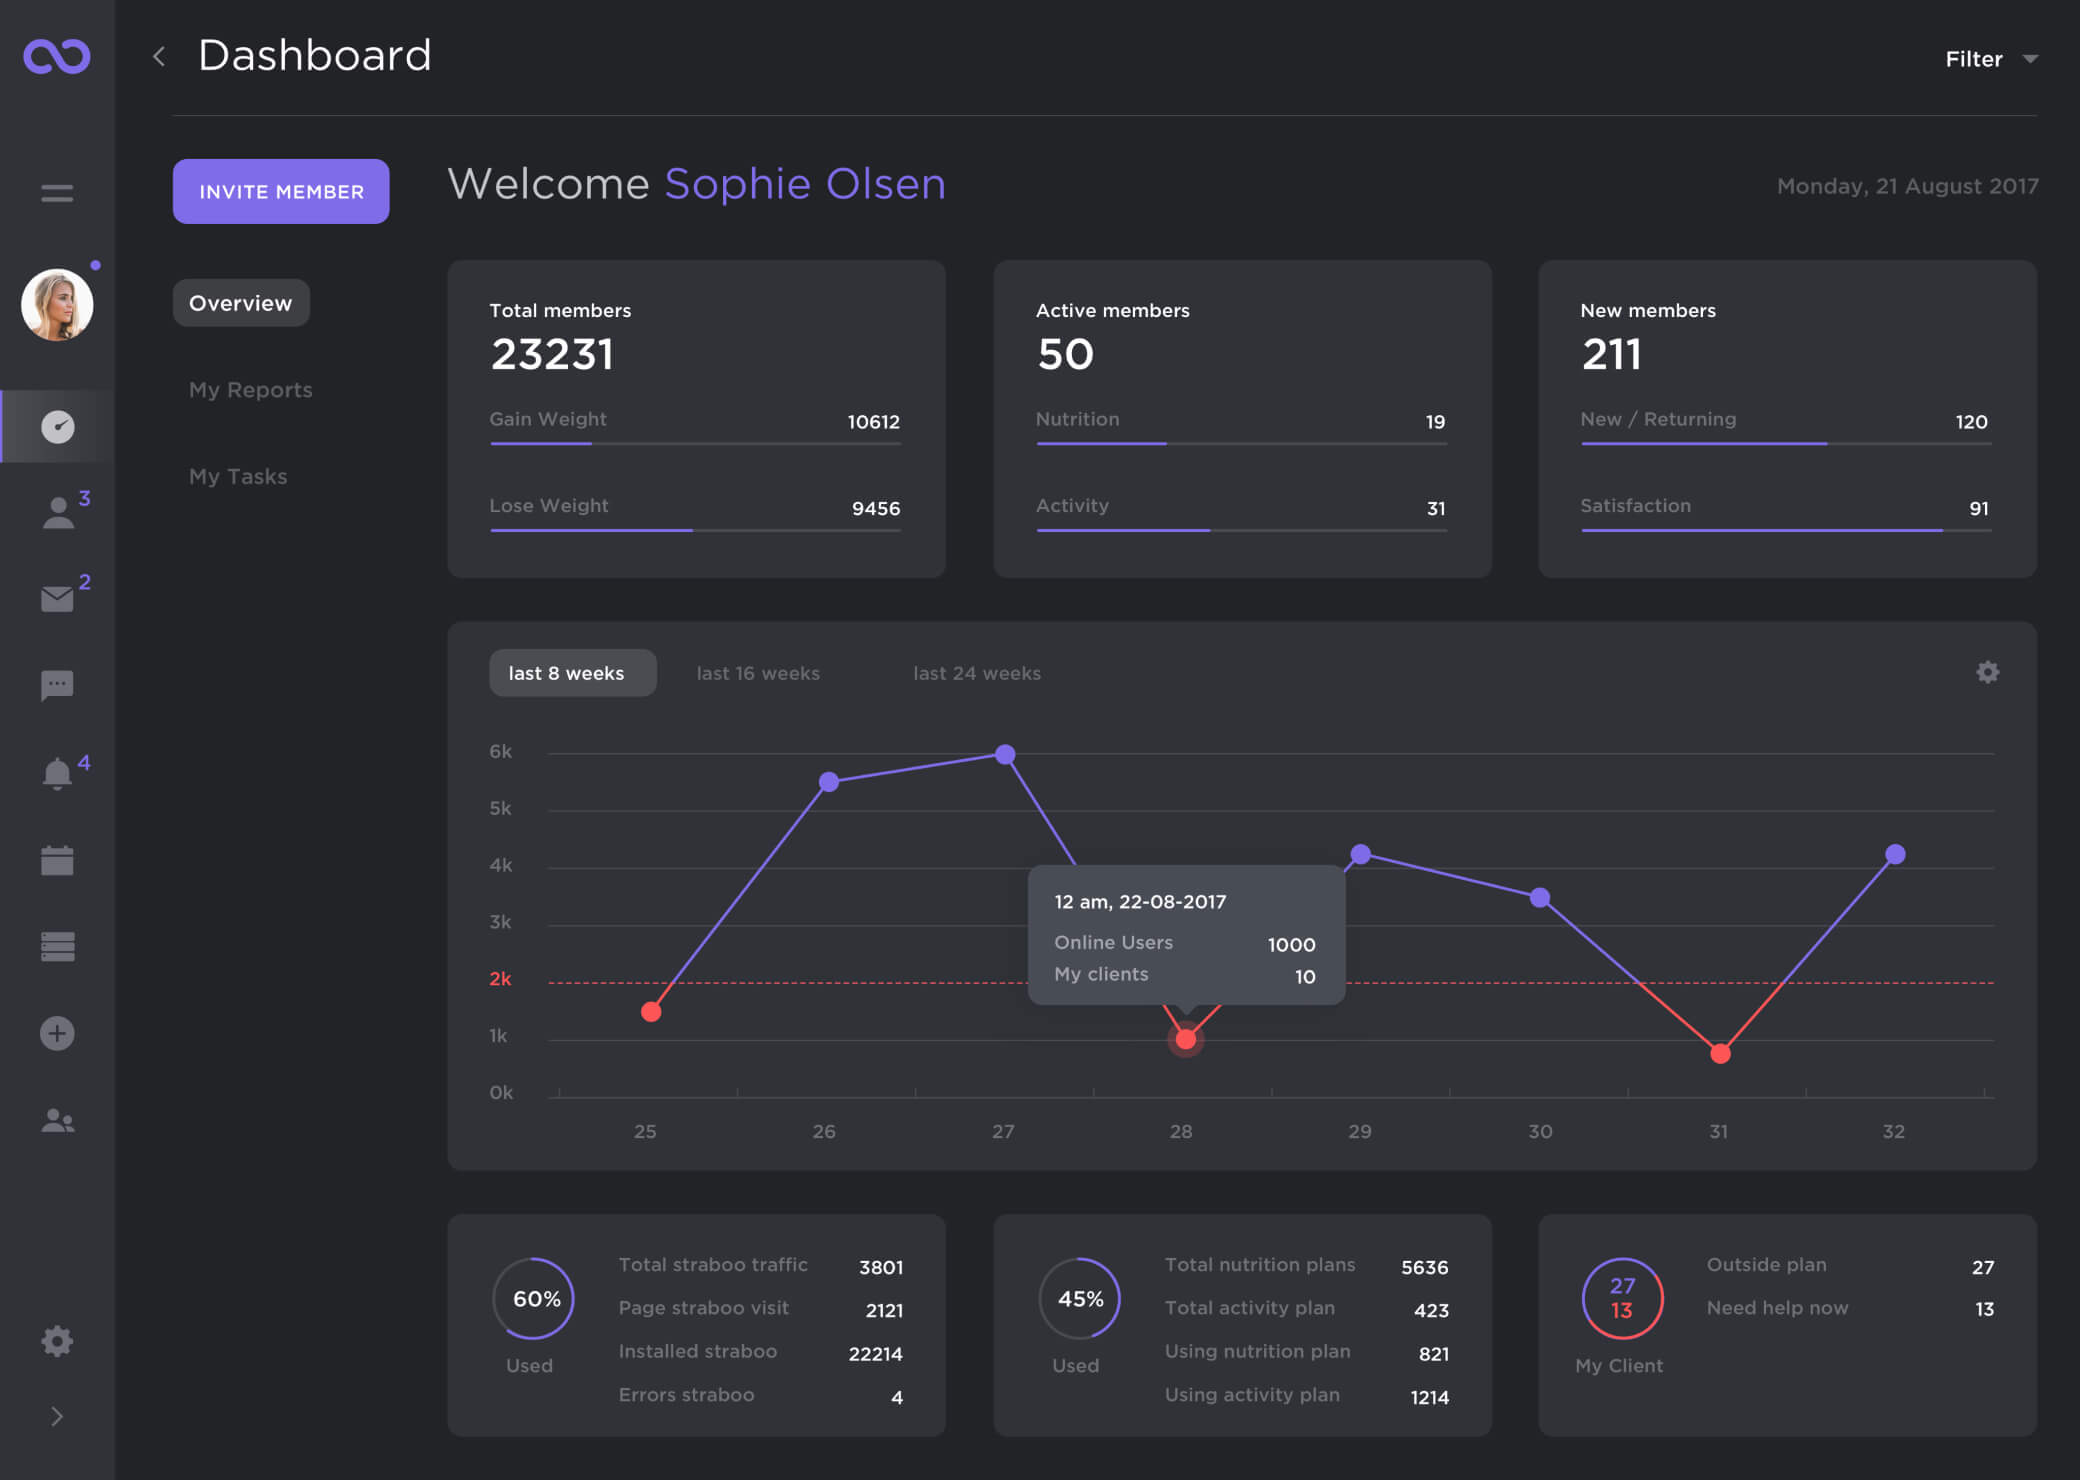 Dashboard
Filter
INVITE MEMBER
Welcome Sophie Olsen
Monday, 21 August 2017
Overview
My Reports
My Tasks
3
2
4
Total members
23231
Gain Weight 10612
Lose Weight 9456
Active members
50
Nutrition 19
Activity 31
New members
211
New / Returning 120
Satisfaction 91
last 8 weeks last 16 weeks last 24 weeks
6k
5k
4k
3k
2k
1k
0k
12 am, 22-08-2017
Online Users 1000
My clients 10
25 26 27 28 29 30 31 32
60%
Used
Total straboo traffic 3801
Page straboo visit 2121
Installed straboo 22214
Errors straboo 4
45%
Used
Total nutrition plans 5636
Total activity plan 423
Using nutrition plan 821
Using activity plan 1214
27
13
My Client
Outside plan 27
Need help now 13